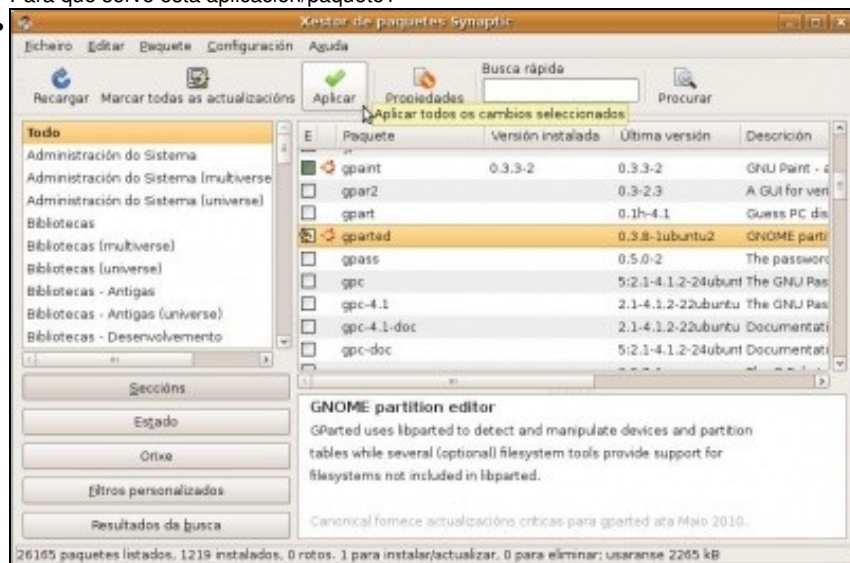 Para que serve esta aplicación/paquete?
Xestor de paquetes Synaptic
Ficheiro Editar Paquete Configuración Axuda
Busca rápida
Recargar Marcar todas as actualizacións Aplicar Propiedades Procurar
Aplicar todos os cambios seleccionados
Todo
Administración do Sistema
Administración do Sistema (multiverse
Administración do Sistema (universe)
Bibliotecas
Bibliotecas (multiverse)
Bibliotecas (universe)
Bibliotecas - Antigas
Bibliotecas - Antigas (universe)
Bibliotecas - Desenvolvemento
E Paquete Versión instalada Última versión Descrición
gpaint 0.3.3-2 0.3.3-2 GNU Paint - a
gpar2 0.3-2.3 A GUI for veri
gpart 0.1h-4.1 Guess PC dis
gparted 0.3.8-1ubuntu2 GNOME parti
gpass 0.5.0-2 The password
gpc 5:2.1-4.1.2-24ubunt The GNU Pas
gpc-4.1 2.1-4.1.2-22ubuntu The GNU Pas
gpc-4.1-doc 2.1-4.1.2-22ubuntu Documentati
gpc-doc 5:2.1-4.1.2-24ubunt Documentati
Seccións
Estado
Orixe
Filtros personalizados
Resultados da busca
GNOME partition editor
GParted uses libparted to detect and manipulate devices and partition
tables while several (optional) filesystem tools provide support for
filesystems not included in libparted.
Canonical fornece actualizacións críticas para gparted ata Maio 2010.
26165 paquetes listados, 1219 instalados, 0 rotos. 1 para instalar/actualizar, 0 para eliminar; usaranse 2265 kB